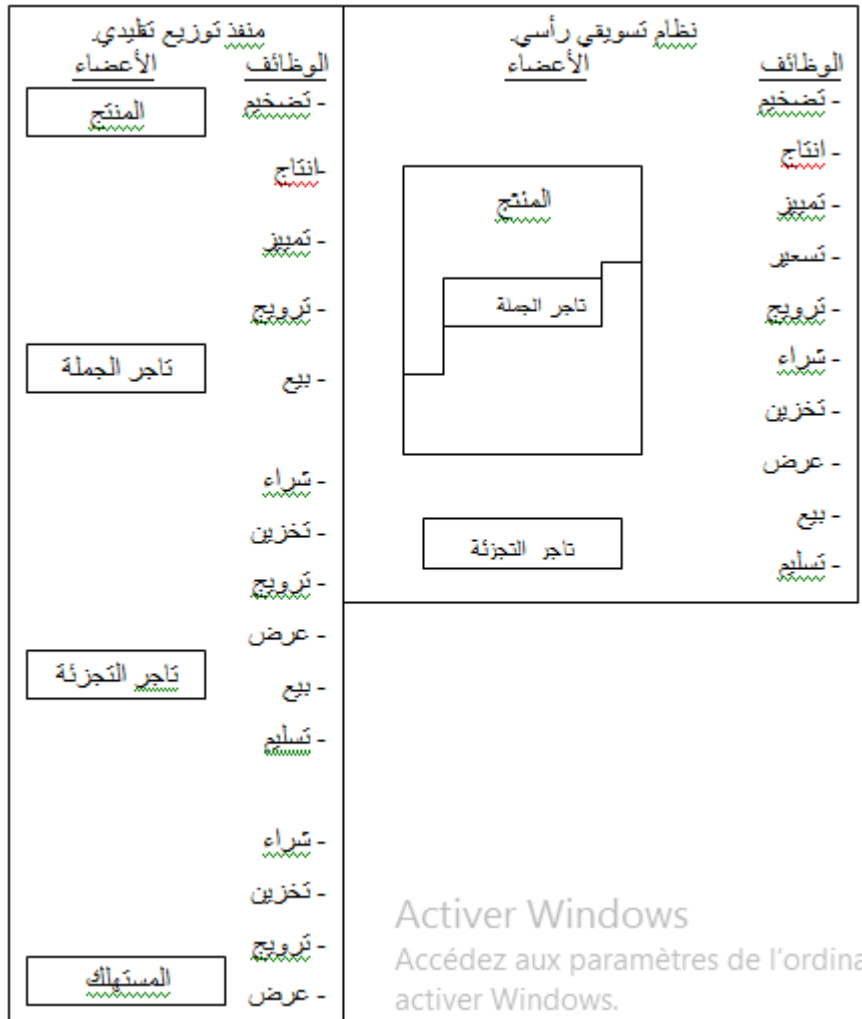 نظام تسويقي رأسي.
الوظائف الأعضاء
- تضخيم
- انتاج
- تمييز
- تسعير
- ترويج
- شراء
- تخزين
- عرض
- بيع
- تسليم
المنتج
تاجر الجملة
تاجر التجزئة
منفذ توزيع تقليدي.
الوظائف الأعضاء
- تضخيم
المنتج
-انتاج
- تمييز
- ترويج
تاجر الجملة
- بيع
- شراء
- تخزين
- ترويج
- عرض
تاجر التجزئة
- بيع
- تسليم
- شراء
- تخزين
- ترويج
المستهلك
- عرض
Activer Windows
Accédez aux paramètres de l'ordina
activer Windows.